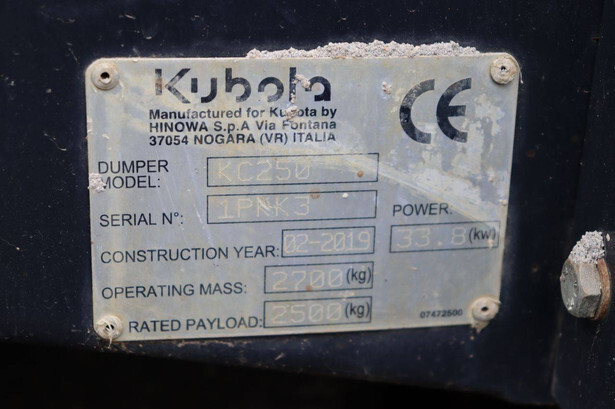 Kubota
Manufactured for Kubota by
HINOWA S.p.A Via Fontana
37054 NOGARA (VR) ITALIA
CE
DUMPER MODEL: KC250
SERIAL N°: 1PNK3
POWER: 33.8 (kw)
CONSTRUCTION YEAR: 02-2019
OPERATING MASS: 2700 (kg)
RATED PAYLOAD: 2500 (kg)
07472500